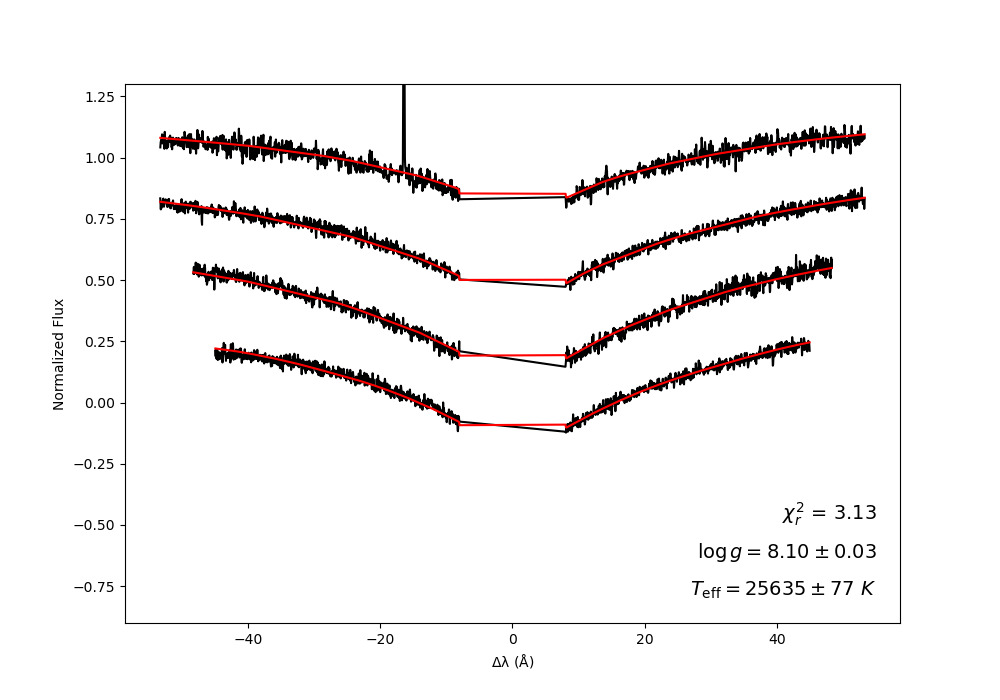 Normalized Flux
1.25
1.00
0.75
0.50
0.25
0.00
−0.25
−0.50
−0.75
χ²ᵣ = 3.13
log g = 8.10 ± 0.03
T_eff = 25635 ± 77 K
−40 −20 0 20 40
Δλ (Å)